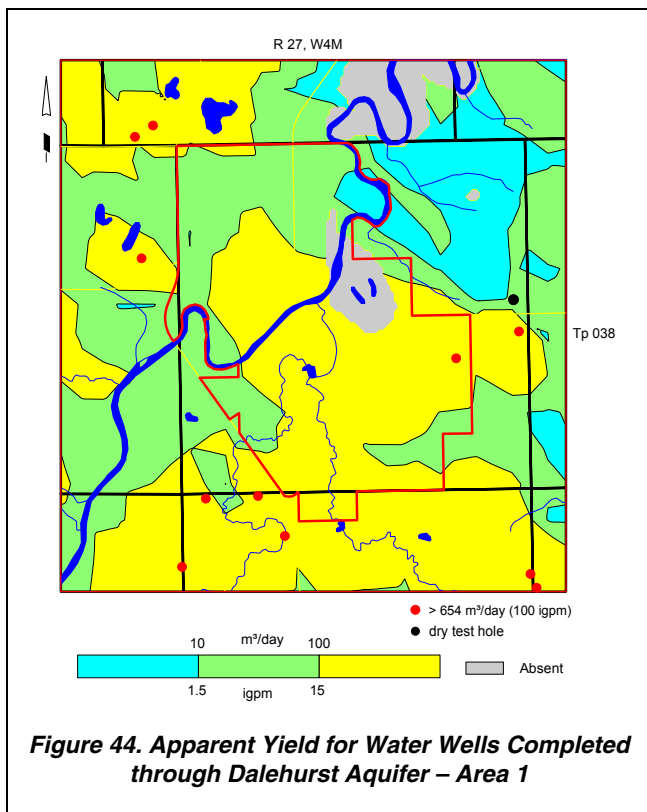 R 27, W4M
Tp 038
> 654 m³/day (100 igpm)
dry test hole
10 m³/day 100
Absent
1.5 igpm 15
Figure 44. Apparent Yield for Water Wells Completed
through Dalehurst Aquifer – Area 1